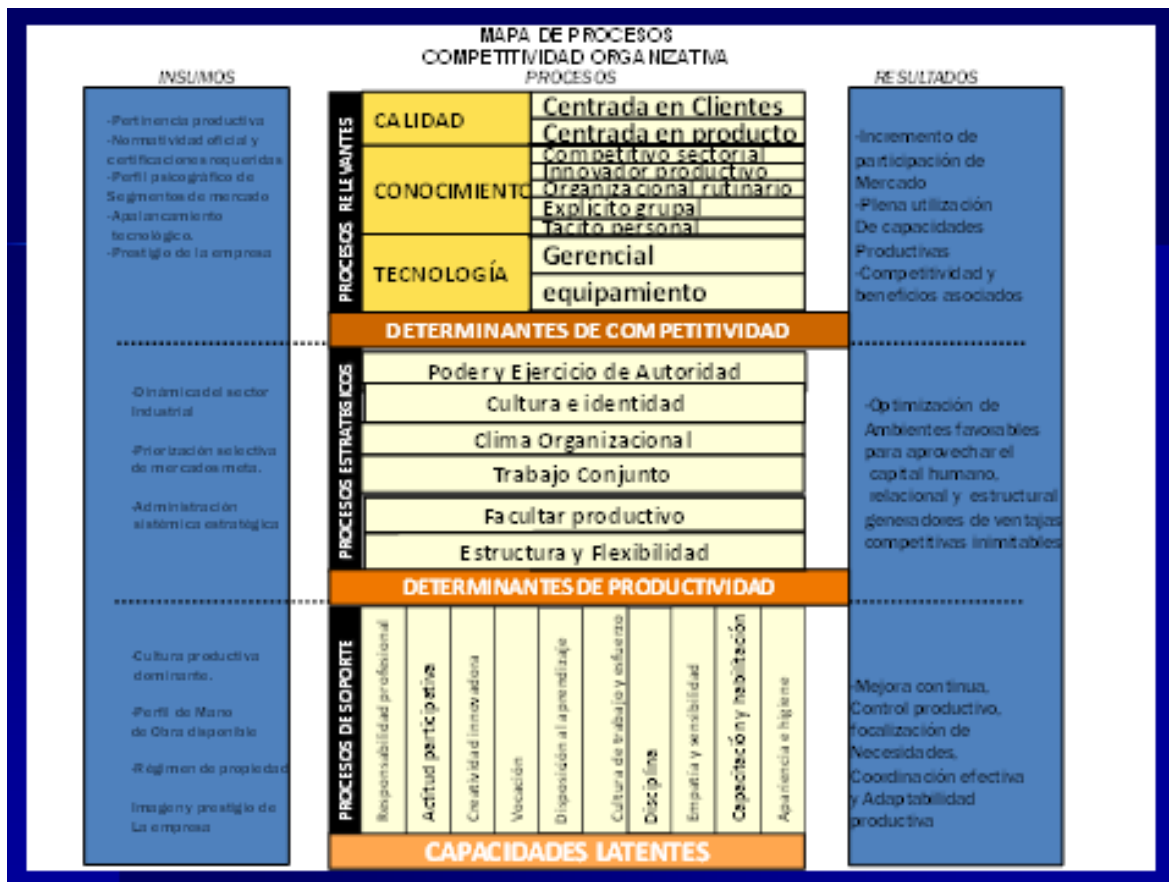 MAPA DE PROCESOS
COMPETITIVIDAD ORGANIZATIVA
INSUMOS
PROCESOS
RESULTADOS
-Pertinencia productiva
-Normatividad oficial y
certificaciones requeridas
-Perfil psicográfico de
Segmentos de mercado
-Apalancamiento
tecnológico.
-Prestigio de la empresa
PROCESOS RELEVANTES
CALIDAD
Centrada en Clientes
Centrada en producto
CONOCIMIENTO
Competitivo sectorial
Innovador productivo
Organizacional rutinario
Explícito grupal
Tácito personal
TECNOLOGÍA
Gerencial
equipamiento
-Incremento de
participación de
Mercado
-Plena utilización
De capacidades
Productivas
-Competitividad y
beneficios asociados
DETERMINANTES DE COMPETITIVIDAD
-Dinámica del sector
Industrial
-Priorización selectiva
de mercados meta.
-Administración
sistémica estratégica
PROCESOS ESTRATEGICOS
Poder y Ejercicio de Autoridad
Cultura e identidad
Clima Organizacional
Trabajo Conjunto
Facultar productivo
Estructura y Flexibilidad
-Optimización de
Ambientes favorables
para aprovechar el
capital humano,
relacional y estructural
generadores de ventajas
competitivas inimitables
DETERMINANTES DE PRODUCTIVIDAD
-Cultura productiva
dominante.
-Perfil de Mano
de Obra disponible
-Régimen de propiedad
Imagen y prestigio de
La empresa
PROCESOS DE SOPORTE
Responsabilidad profesional
Actitud participativa
Creatividad innovadora
Vocación
Disposición al aprendizaje
Cultura de trabajo y esfuerzo
Disciplina
Empatía y sensibilidad
Capacitación y habilitación
Apariencia e higiene
-Mejora continua,
Control productivo,
focalización de
Necesidades,
Coordinación efectiva
y Adaptabilidad
productiva
CAPACIDADES LATENTES